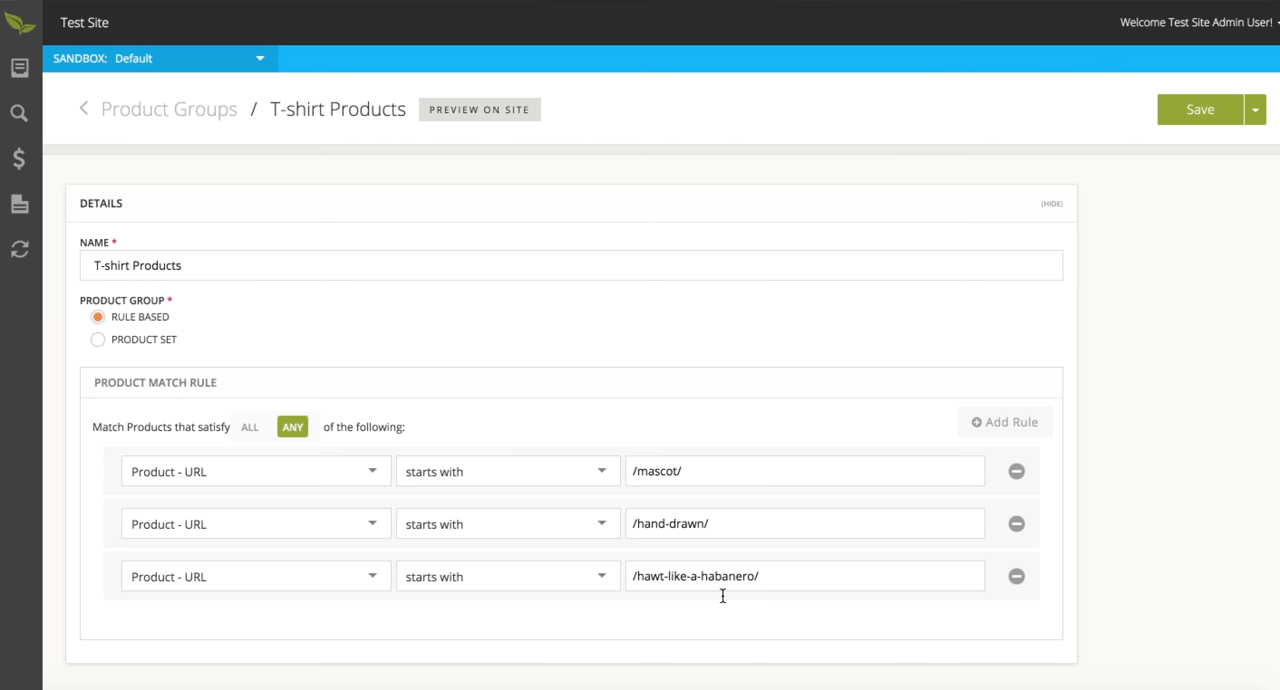 Test Site
Welcome Test Site Admin User!
SANDBOX: Default
Product Groups / T-shirt Products PREVIEW ON SITE
Save
DETAILS
(HIDE)
NAME *
T-shirt Products
PRODUCT GROUP *
RULE BASED
PRODUCT SET
PRODUCT MATCH RULE
Match Products that satisfy ALL ANY of the following:
Add Rule
Product - URL starts with /mascot/
Product - URL starts with /hand-drawn/
Product - URL starts with /hawt-like-a-habanero/